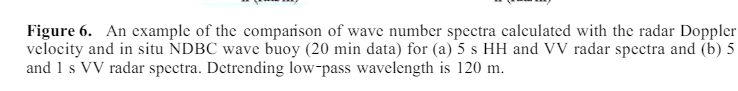 Figure 6. An example of the comparison of wave number spectra calculated with the radar Doppler
velocity and in situ NDBC wave buoy (20 min data) for (a) 5 s HH and VV radar spectra and (b) 5
and 1 s VV radar spectra. Detrending low-pass wavelength is 120 m.